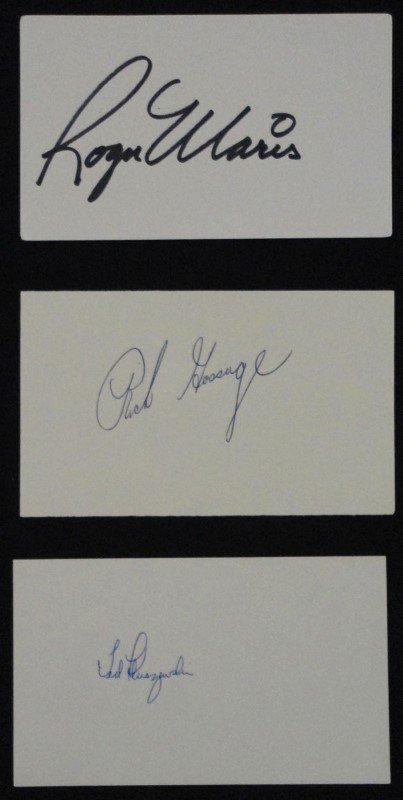 Roger Maris
Rich Gossage
Ted Kluszewski